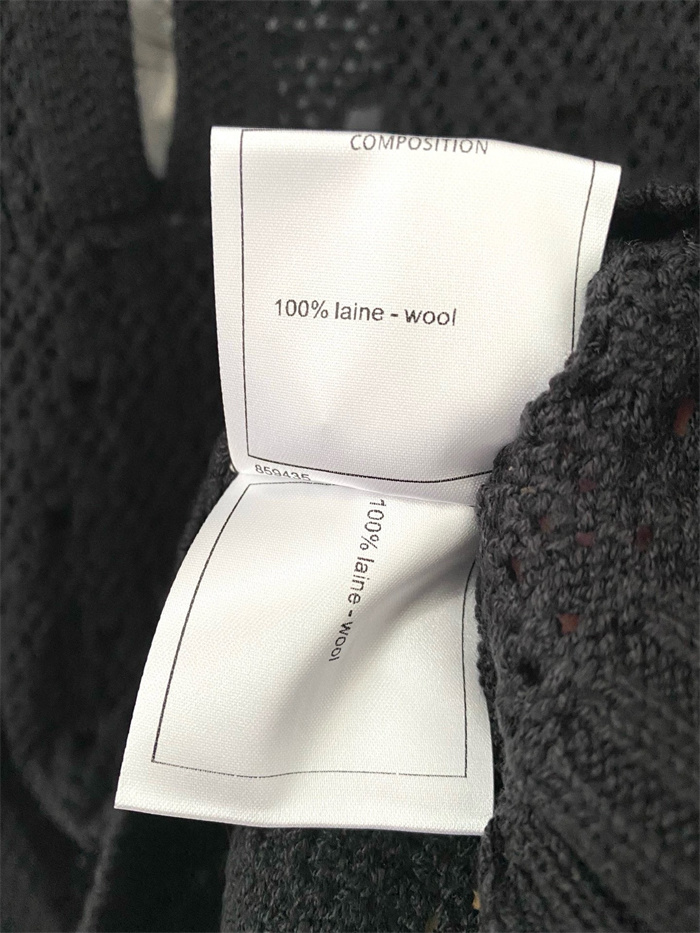 COMPOSITION
100% laine - wool
859435
100% laine - wool